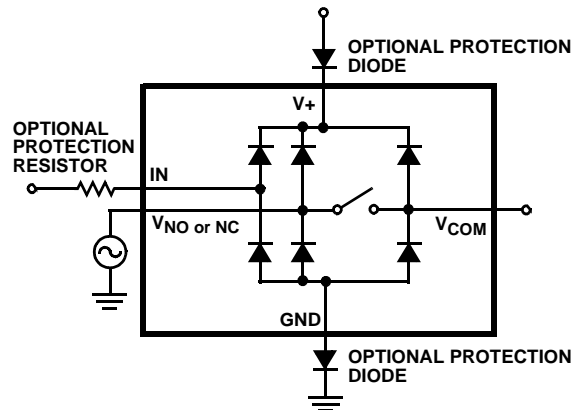 OPTIONAL PROTECTION
DIODE
V+
OPTIONAL
PROTECTION
RESISTOR
IN
VNO or NC
VCOM
GND
OPTIONAL PROTECTION
DIODE